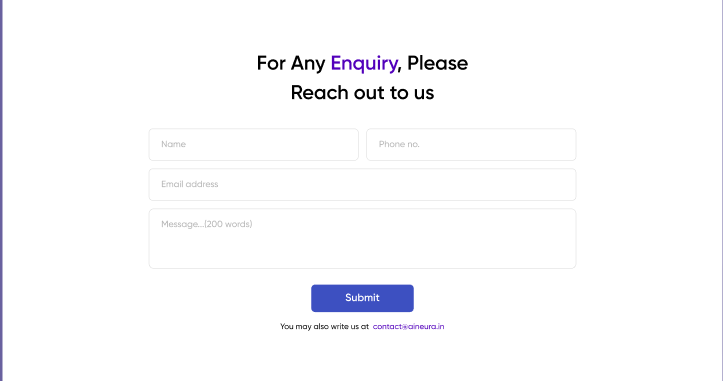 For Any Enquiry, Please
Reach out to us
Name
Phone no.
Email address
Message...(200 words)
Submit
You may also write us at contact@aineura.in